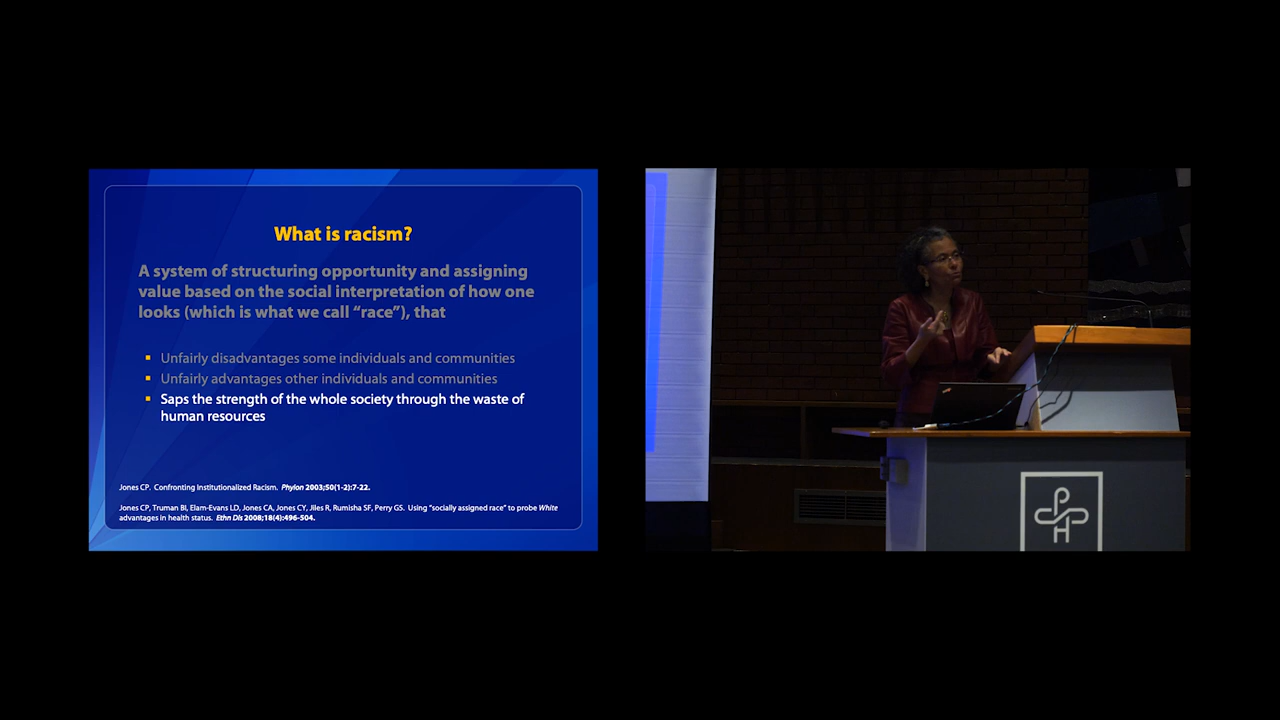 What is racism?
A system of structuring opportunity and assigning
value based on the social interpretation of how one
looks (which is what we call “race”), that
Unfairly disadvantages some individuals and communities
Unfairly advantages other individuals and communities
Saps the strength of the whole society through the waste of
human resources
Jones CP. Confronting Institutionalized Racism. Phylon 2003;50(1-2):7-22.
Jones CP, Truman BI, Elam-Evans LD, Jones CA, Jones CY, Jiles R, Rumisha SF, Perry GS. Using “socially assigned race” to probe White
advantages in health status. Ethn Dis 2008;18(4):496-504.
P
H